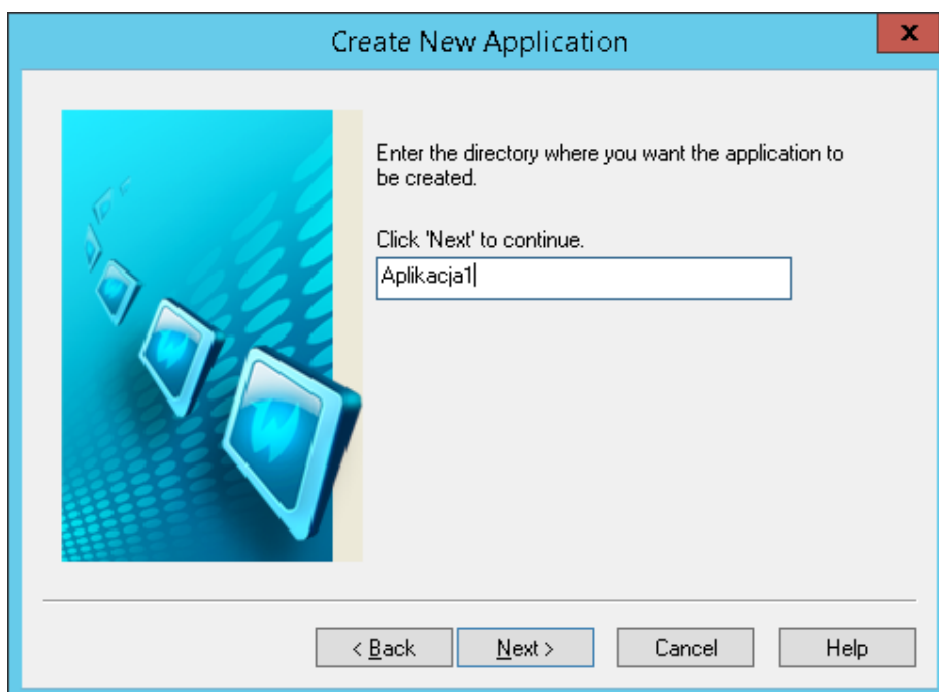 Create New Application
x
Enter the directory where you want the application to
be created.
Click 'Next' to continue.
Aplikacja1
< Back
Next >
Cancel
Help